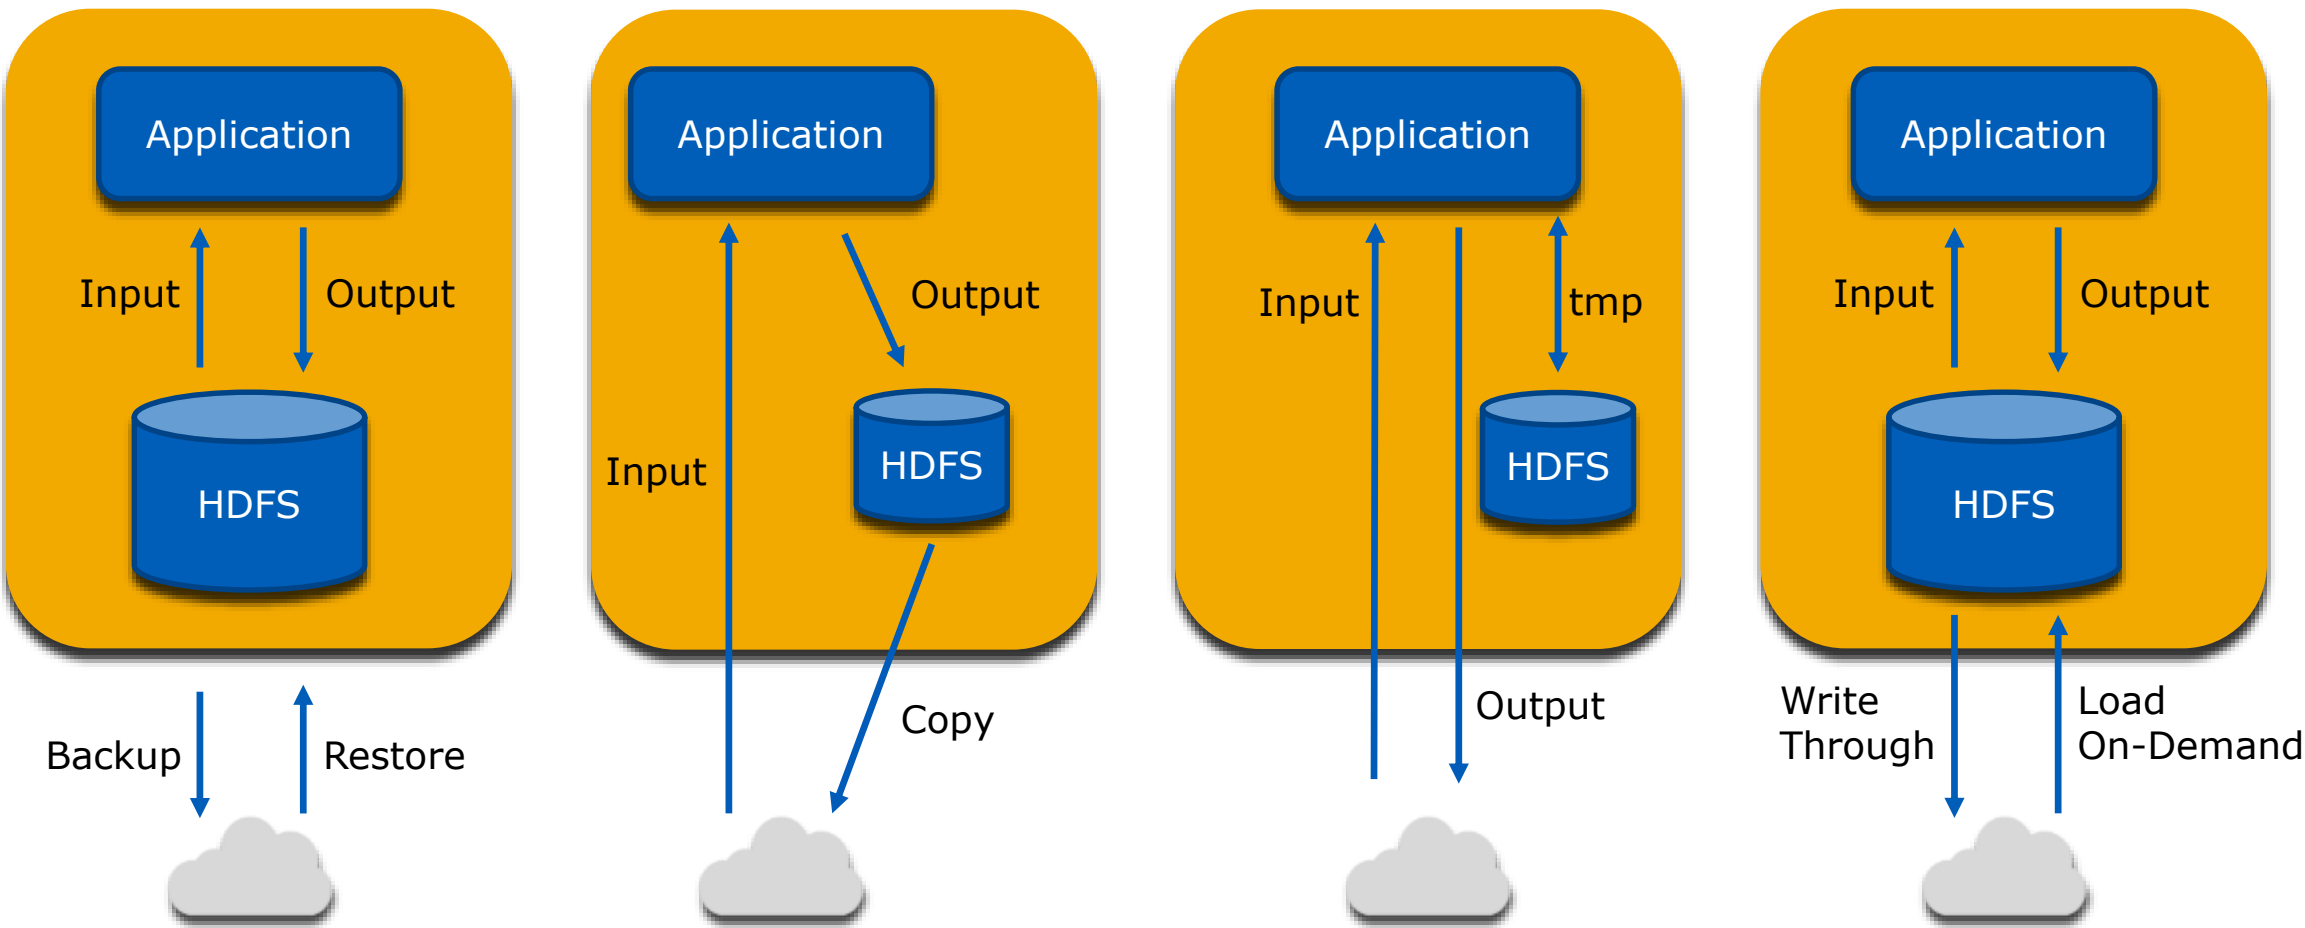 Application
Input
Output
HDFS
Backup
Restore
Application
Output
HDFS
Input
Copy
Application
Input
tmp
HDFS
Output
Application
Input
Output
HDFS
Write
Through
Load
On-Demand